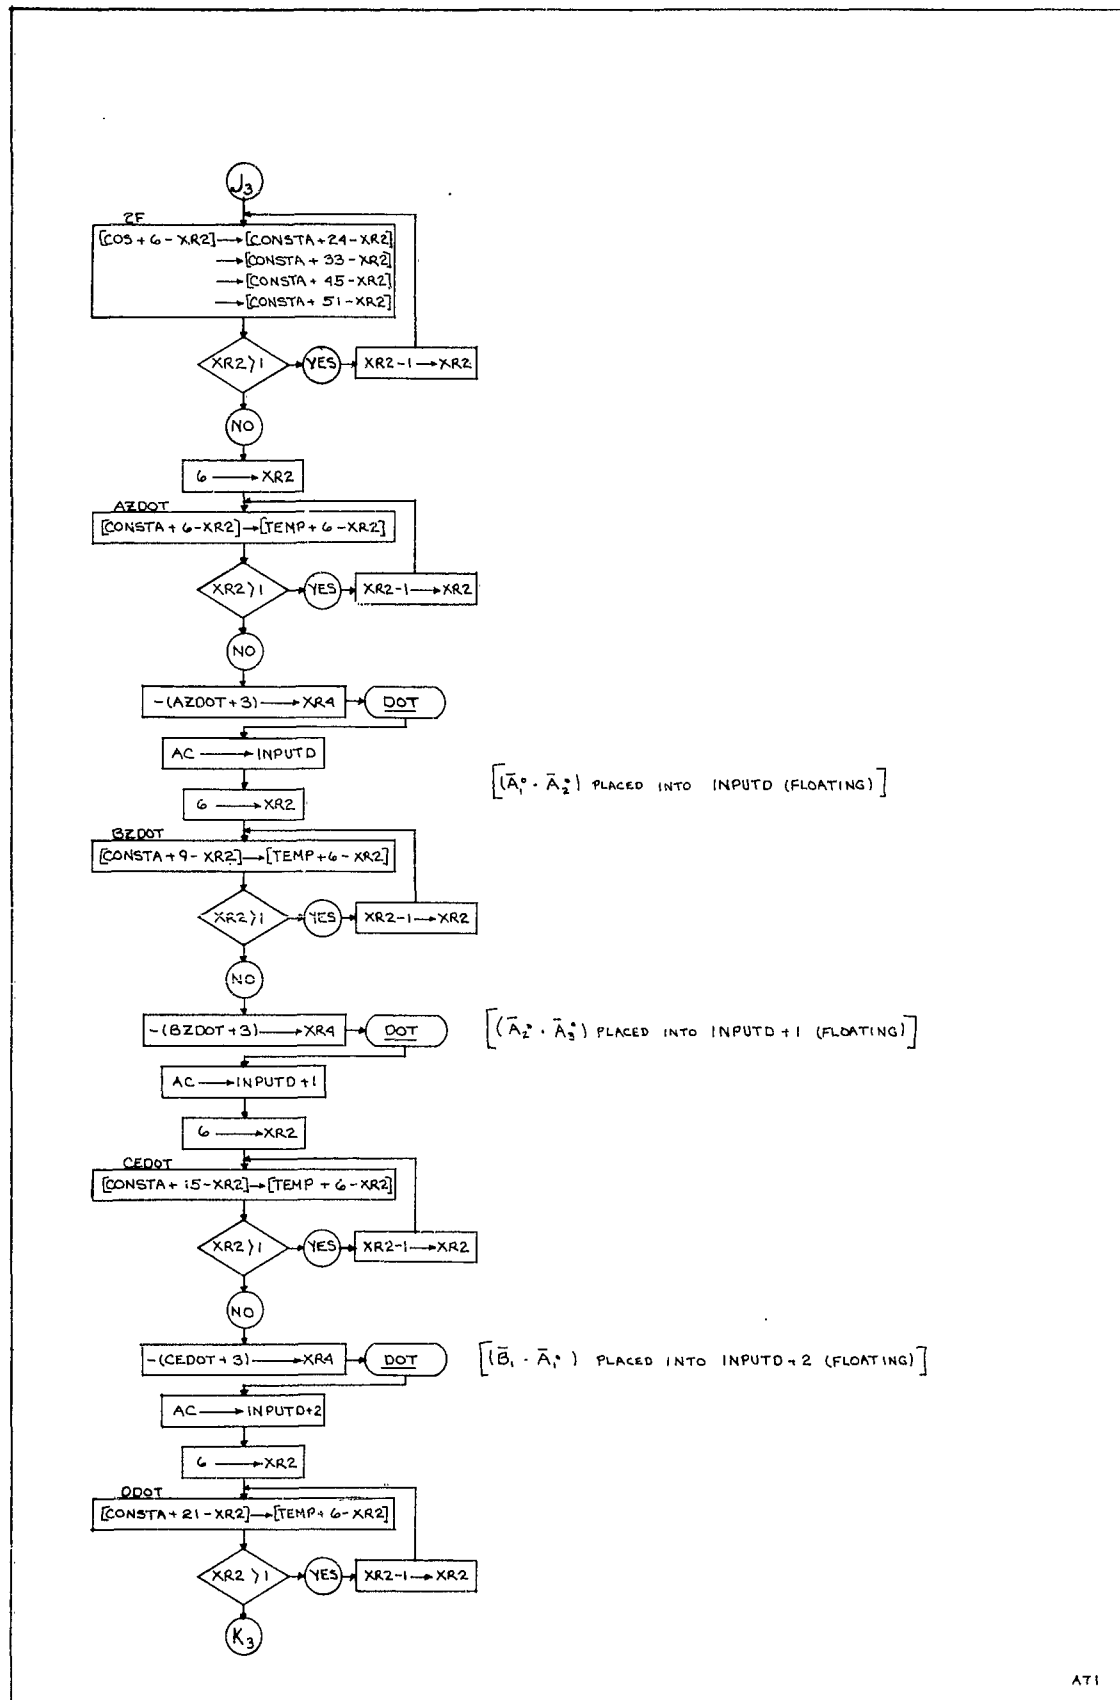 J3
ZF
[COS + 6 - XR2] → [CONSTA + 24 - XR2]
→ [CONSTA + 33 - XR2]
→ [CONSTA + 45 - XR2]
→ [CONSTA + 51 - XR2]
XR2 > 1
YES
XR2 - 1 → XR2
NO
6 → XR2
AZDOT
[CONSTA + 6 - XR2] → [TEMP + 6 - XR2]
XR2 > 1
YES
XR2 - 1 → XR2
NO
-(AZDOT + 3) → XR4
DOT
AC → INPUTD
[(Ā₁° · Ā₂°) PLACED INTO INPUTD (FLOATING)]
6 → XR2
BZDOT
[CONSTA + 9 - XR2] → [TEMP + 6 - XR2]
XR2 > 1
YES
XR2 - 1 → XR2
NO
-(BZDOT + 3) → XR4
DOT
[(Ā₂° · Ā₃°) PLACED INTO INPUTD + 1 (FLOATING)]
AC → INPUTD + 1
6 → XR2
CEDOT
[CONSTA + 15 - XR2] → [TEMP + 6 - XR2]
XR2 > 1
YES
XR2 - 1 → XR2
NO
-(CEDOT + 3) → XR4
DOT
[(B̄₁ · Ā₁°) PLACED INTO INPUTD + 2 (FLOATING)]
AC → INPUTD + 2
6 → XR2
DDOT
[CONSTA + 21 - XR2] → [TEMP + 6 - XR2]
XR2 > 1
YES
XR2 - 1 → XR2
K3
A71